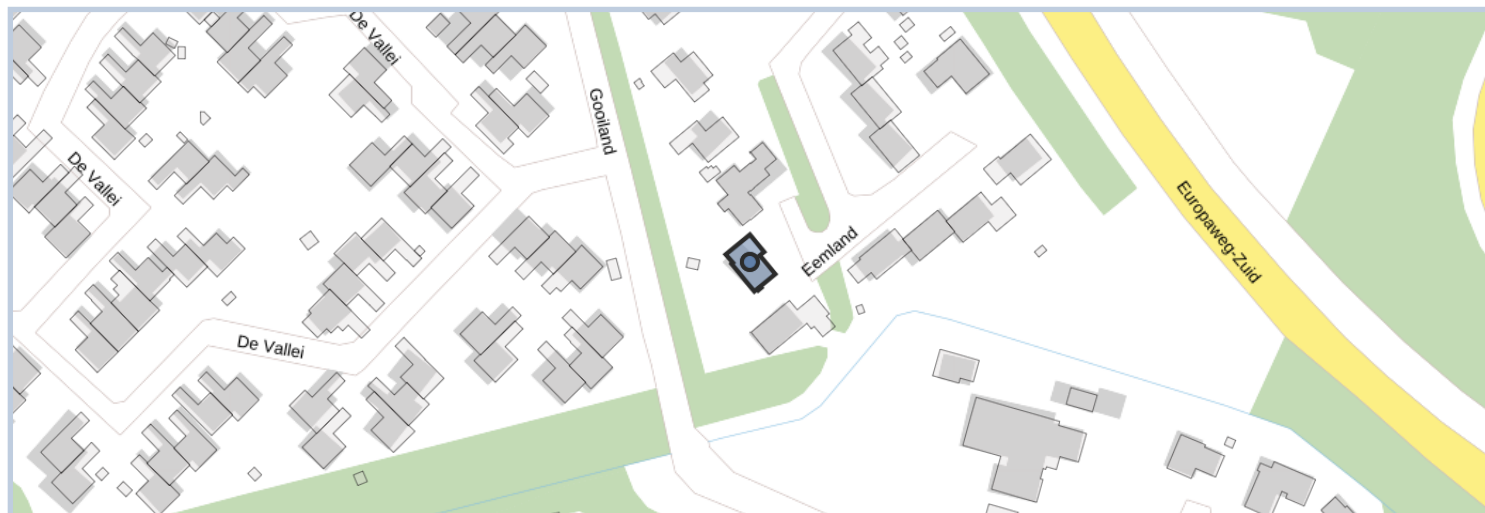 De Vallei
Gooiland
De Vallei
Europaweg-Zuid
Eemland
De Vallei